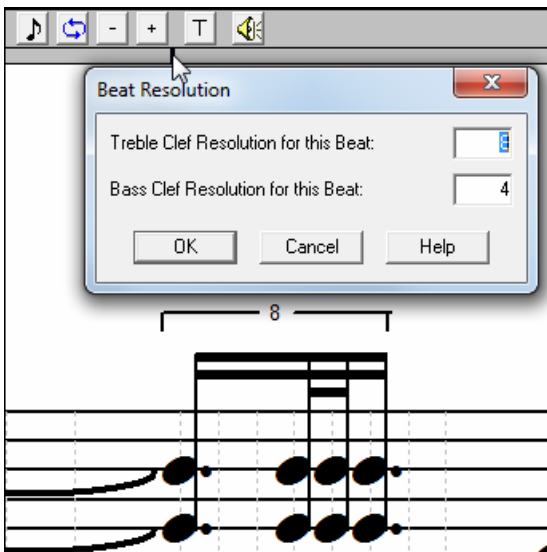 - + T
Beat Resolution
Treble Clef Resolution for this Beat: 8
Bass Clef Resolution for this Beat: 4
OK Cancel Help
8